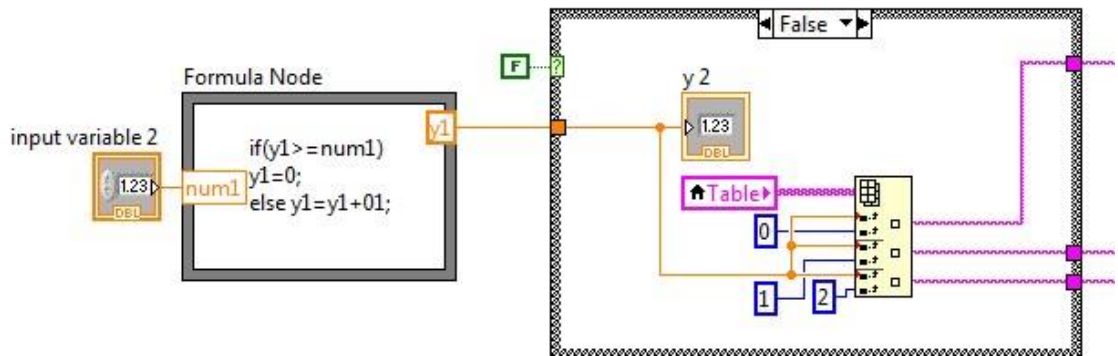 False
F
Formula Node
y 2
y1
1.23
DBL
input variable 2
if(y1>=num1)
y1=0;
else y1=y1+01;
1.23
DBL
num1
Table
0
1
2